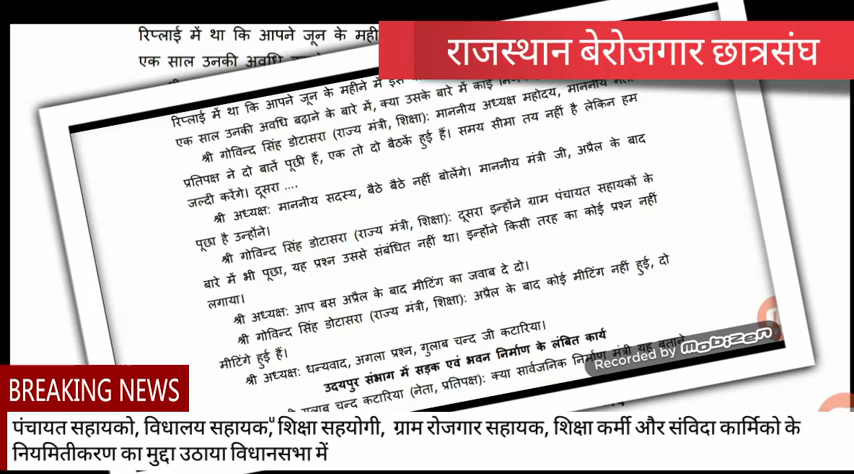 रिप्लाई में था कि आपने जून के मही
एक साल उनकी अवधि
राजस्थान बेरोजगार छात्रसंघ
रिप्लाई में था कि आपने जून के महीने में इस
एक साल उनकी अवधि बढ़ाने के बारे में, क्या उसके बारे में कोई
श्री गोविन्द सिंह डोटासरा (राज्य मंत्री, शिक्षा): माननीय अध्यक्ष महोदय, माननीय
प्रतिपक्ष ने दो बातें पूछी हैं, एक तो दो बैठकें हुई हैं। समय सीमा तय नहीं है लेकिन हम
जल्दी करेंगे। दूसरा ....
श्री अध्यक्ष: माननीय सदस्य, बैठे बैठे नहीं बोलेंगे। माननीय मंत्री जी, अप्रैल के बाद
पूछा है उन्होंने।
श्री गोविन्द सिंह डोटासरा (राज्य मंत्री, शिक्षा): दूसरा इन्होंने ग्राम पंचायत सहायकों के
बारे में भी पूछा, यह प्रश्न उससे संबंधित नहीं था। इन्होंने किसी तरह का कोई प्रश्न नहीं
लगाया।
श्री अध्यक्ष: आप बस अप्रैल के बाद मीटिंग का जवाब दे दो।
श्री गोविन्द सिंह डोटासरा (राज्य मंत्री, शिक्षा): अप्रैल के बाद कोई मीटिंग नहीं हुई, दो
मीटिंगे हुई हैं।
श्री अध्यक्ष: धन्यवाद, अगला प्रश्न, गुलाब चन्द जी कटारिया।
उदयपुर संभाग में सड़क एवं भवन निर्माण के लंबित कार्य
गुलाब चन्द कटारिया (नेता, प्रतिपक्ष): क्या सार्वजनिक निर्माण मंत्री यह बताने
Recorded by mobizen
BREAKING NEWS
पंचायत सहायको, विधालय सहायक," शिक्षा सहयोगी, ग्राम रोजगार सहायक, शिक्षा कर्मी और संविदा कार्मिको के
नियमितीकरण का मुद्दा उठाया विधानसभा में